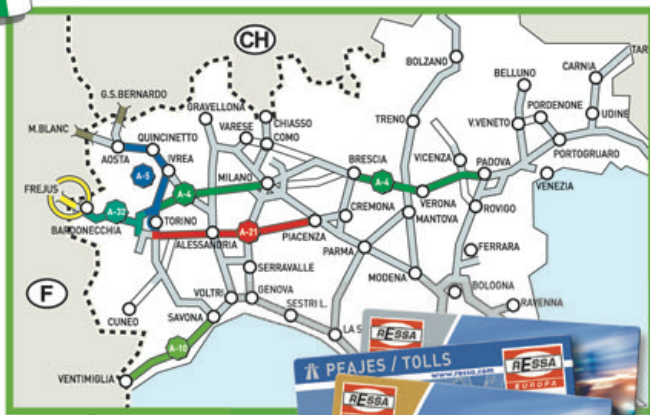 CH
BOLZANO
TAR
CARNIA
BELLUNO
G.S.BERNARDO
GRAVELLONA
CHIASSO
PORDENONE
UDINE
M.BLANC
VARESE
COMO
TRENO
V.VENETO
QUINCINETTO
AOSTA
IVREA
PORTOGRUARO
VICENZA
PADOVA
BRESCIA
A-5
MILANO
A-4
A-4
VENEZIA
FREJUS
VERONA
CREMONA
ROVIGO
A-32
TORINO
MANTOVA
BARDONECCHIA
ALESSANDRIA
A-21
PIACENZA
PARMA
FERRARA
SERRAVALLE
MODENA
F
VOLTRI
GENOVA
BOLOGNA
SESTRI L.
RAVENNA
CUNEO
SAVONA
LA S
A-10
VENTIMIGLIA
RESSA
PEAJES / TOLLS
www.ressa.com
RESSA
EUROPA
RESSA